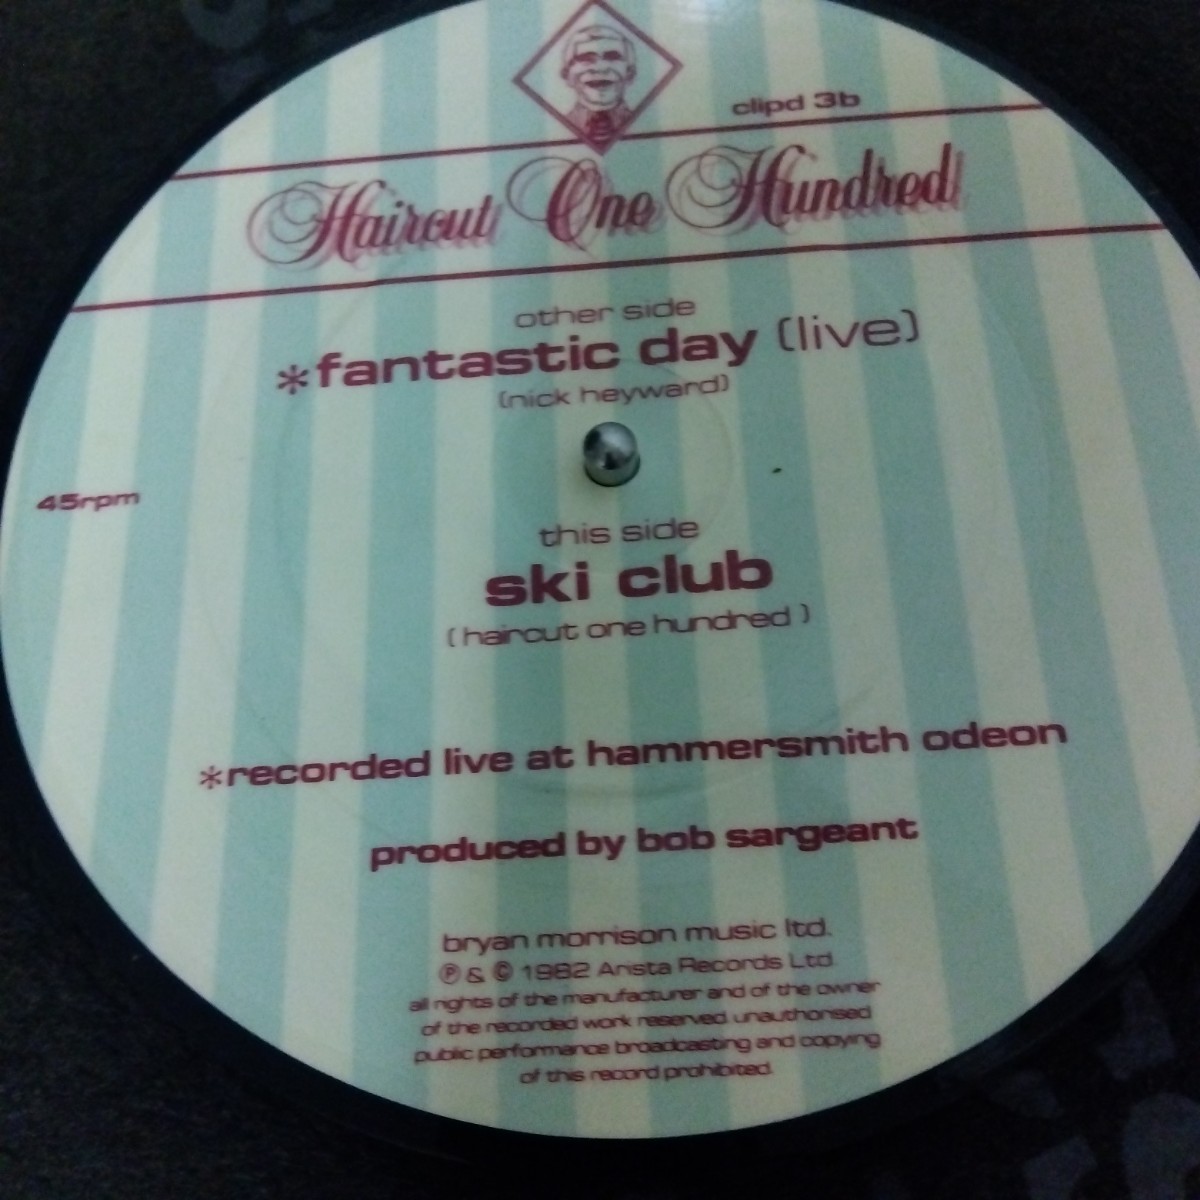 clipd 3b
Haircut One Hundred
other side
*fantastic day (live)
(nick heyward)
45rpm
this side
ski club
(haircut one hundred)
*recorded live at hammersmith odeon
produced by bob sargeant
bryan morrison music ltd.
℗ & © 1982 Arista Records Ltd
all rights of the manufacturer and of the owner
of the recorded work reserved. unauthorised
public performance broadcasting and copying
of this record prohibited.